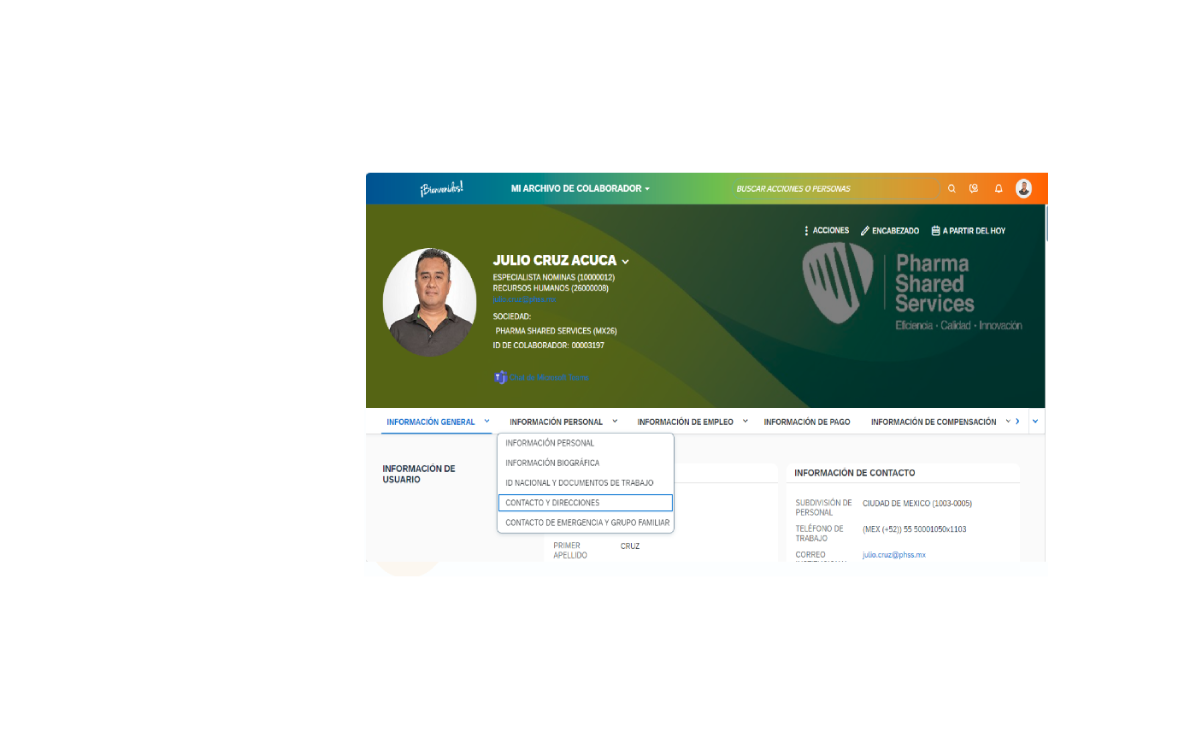 ¡Bienvenidos!
MI ARCHIVO DE COLABORADOR
BUSCAR ACCIONES O PERSONAS
ACCIONES
ENCABEZADO
A PARTIR DEL HOY
JULIO CRUZ ACUCA
ESPECIALISTA NOMINAS (10000012)
RECURSOS HUMANOS (26000008)
julio.cruz@phss.mx
SOCIEDAD:
PHARMA SHARED SERVICES (MX26)
ID DE COLABORADOR: 00003197
Pharma
Shared
Services
Eficiencia - Calidad - Innovación
INFORMACIÓN GENERAL
INFORMACIÓN PERSONAL
INFORMACIÓN DE EMPLEO
INFORMACIÓN DE PAGO
INFORMACIÓN DE COMPENSACIÓN
INFORMACIÓN PERSONAL
INFORMACIÓN BIOGRÁFICA
ID NACIONAL Y DOCUMENTOS DE TRABAJO
CONTACTO Y DIRECCIONES
CONTACTO DE EMERGENCIA Y GRUPO FAMILIAR
INFORMACIÓN DE
USUARIO
PRIMER
APELLIDO
CRUZ
INFORMACIÓN DE CONTACTO
SUBDIVISIÓN DE
PERSONAL
CIUDAD DE MEXICO (1003-0005)
TELÉFONO DE
TRABAJO
(MEX (+52)) 55 50001050x1103
CORREO
julio.cruz@phss.mx